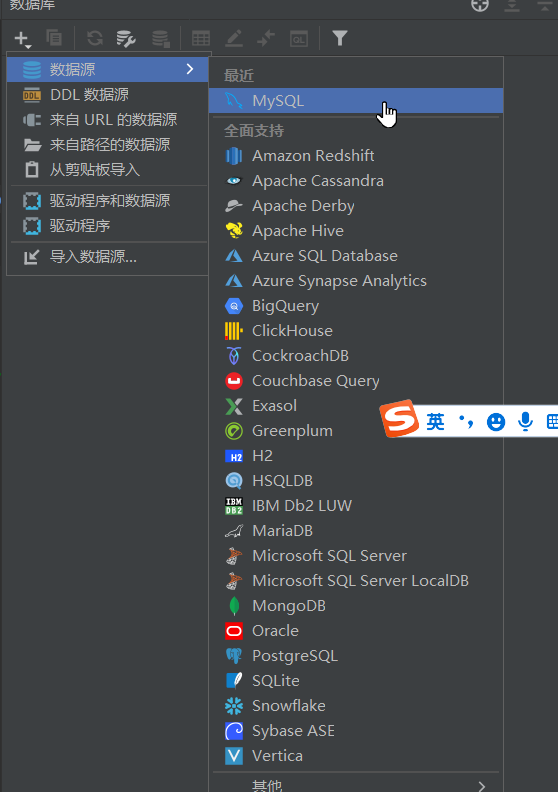 数据库
数据源
DDL 数据源
来自 URL 的数据源
来自路径的数据源
从剪贴板导入
驱动程序和数据源
驱动程序
导入数据源...
最近
MySQL
全面支持
Amazon Redshift
Apache Cassandra
Apache Derby
Apache Hive
Azure SQL Database
Azure Synapse Analytics
BigQuery
ClickHouse
CockroachDB
Couchbase Query
Exasol
Greenplum
H2
HSQLDB
IBM Db2 LUW
MariaDB
Microsoft SQL Server
Microsoft SQL Server LocalDB
MongoDB
Oracle
PostgreSQL
SQLite
Snowflake
Sybase ASE
Vertica
其他
英